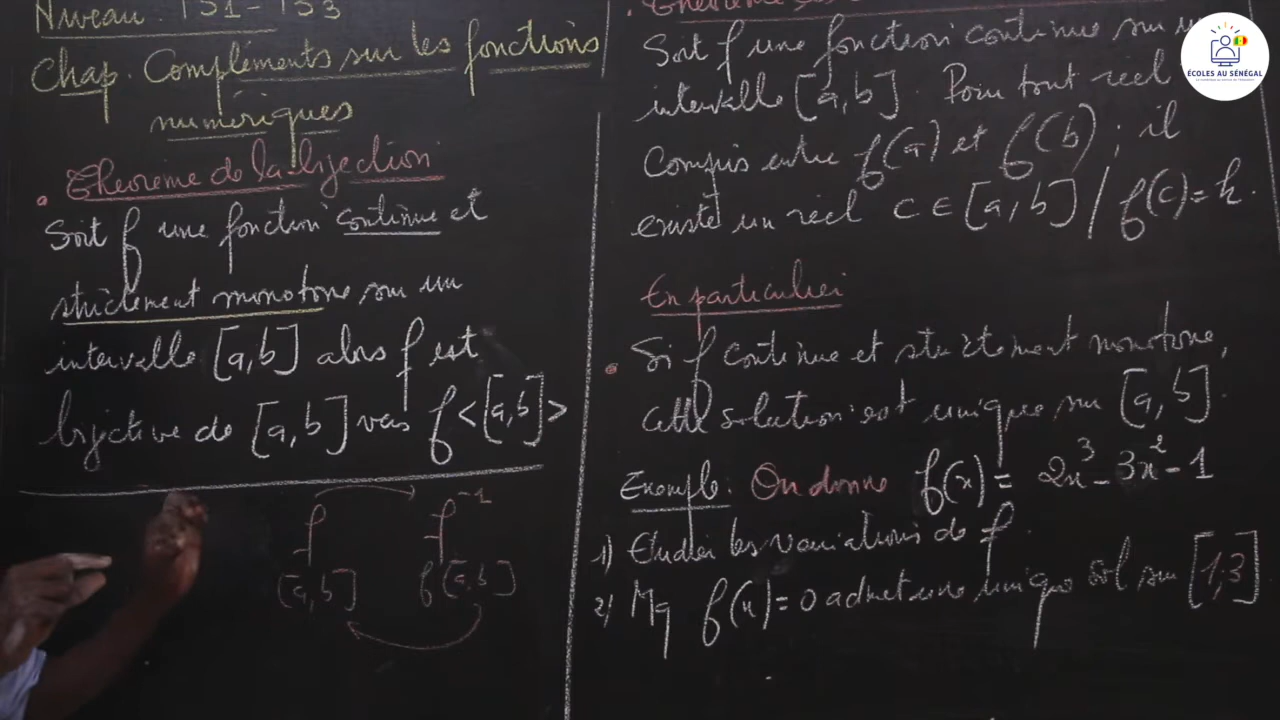 Niveau : TS1 - TS3
Chap. Compléments sur les fonctions
numériques
. Théorème de la bijection
Soit f une fonction continue et
strictement monotone sur un
intervalle [a,b] alors f est
bijective de [a,b] vers f<[a,b]>
f f⁻¹
[a,b] f[a,b]
Soit f une fonction continue sur un
intervalle [a,b]. Pour tout réel
compris entre f(a) et f(b) ; il
existe un réel c ∈ [a,b] / f(c) = k.
En particulier
. Si f continue et strictement monotone,
cette solution est unique sur [a,b].
Exemple : On donne f(x) = 2x³ - 3x² - 1
1) Etudier les variations de f.
2) Mq f(x) = 0 admet une unique sol sur [1,3]
ÉCOLES AU SÉNÉGAL